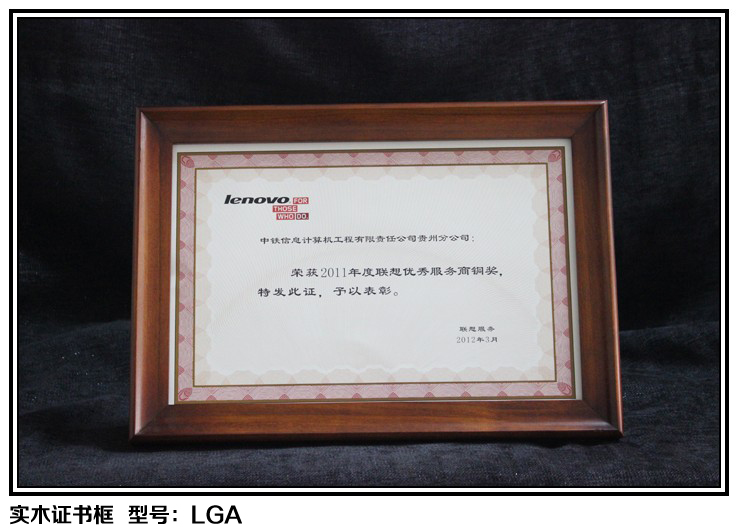 lenovo FOR
THOSE
WHO DO.
中铁信息计算机工程有限责任公司贵州分公司：
荣获2011年度联想优秀服务商铜奖，
特发此证，予以表彰。
联想服务
2012年3月
实木证书框 型号：LGA